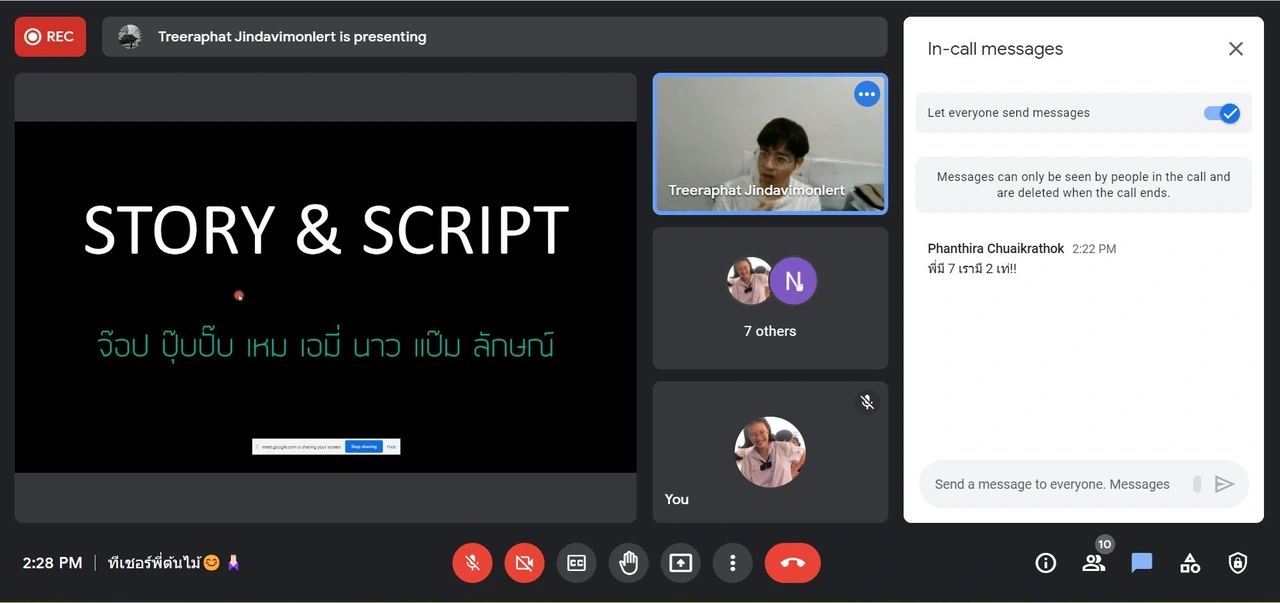 REC
Treeraphat Jindavimonlert is presenting
In-call messages
Let everyone send messages
Messages can only be seen by people in the call and
are deleted when the call ends.
Phanthira Chuaikrathok 2:22 PM
พี่มี 7 เรามี 2 เท่!!
STORY & SCRIPT
จ๊อป ปุ๊บปั๊บ เหม เอมี่ นาว แป๊ม ลักษณ์
meet.google.com is sharing your screen. Stop sharing Hide
Treeraphat Jindavimonlert
N
7 others
You
Send a message to everyone. Messages
2:28 PM | ทีเชอร์พี่ต้นไม้😊
CC
10